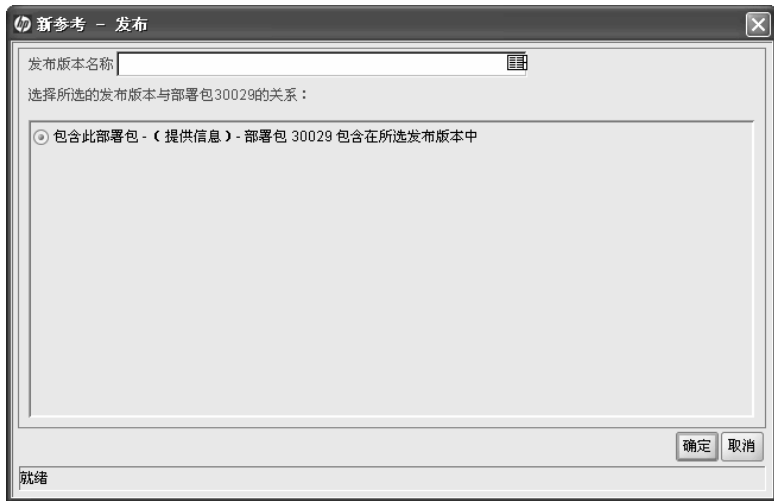 hp 新参考 - 发布
发布版本名称
选择所选的发布版本与部署包30029的关系：
包含此部署包 - （提供信息）- 部署包 30029 包含在所选发布版本中
确定 取消
就绪